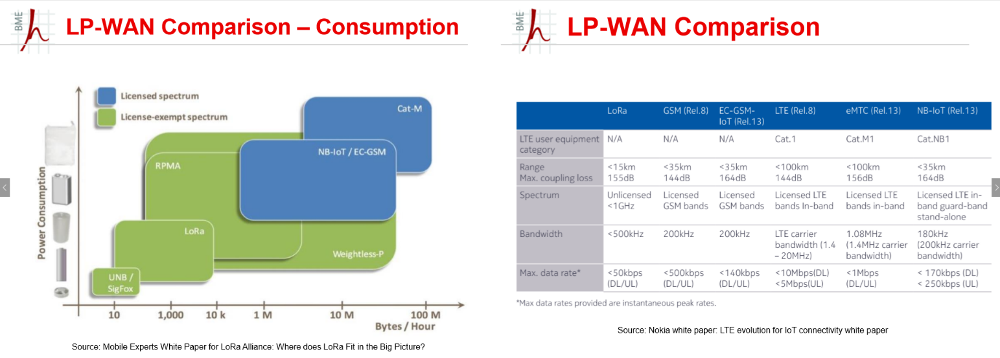 BME
LP-WAN Comparison – Consumption
Licensed spectrum
License-exempt spectrum
Cat-M
NB-IoT / EC-GSM
RPMA
LoRa
Weightless-P
UNB /
SigFox
Power Consumption
10
1,000
10 k
1 M
10 M
100 M
Bytes / Hour
Source: Mobile Experts White Paper for LoRa Alliance: Where does LoRa Fit in the Big Picture?
BME
LP-WAN Comparison
LoRa GSM (Rel.8) EC-GSM- LTE (Rel.8) eMTC (Rel.13) NB-IoT (Rel.13)
IoT (Rel.13)
LTE user equipment N/A N/A N/A Cat.1 Cat.M1 Cat.NB1
category
Range <15km <35km <35km <100km <100km <35km
Max. coupling loss 155dB 144dB 164dB 144dB 156dB 164dB
Spectrum Unlicensed Licensed Licensed Licensed LTE Licensed LTE Licensed LTE in-
<1GHz GSM bands GSM bands bands In-band bands in-band band guard-band
stand-alone
Bandwidth <500kHz 200kHz 200kHz LTE carrier 1.08MHz 180kHz
bandwidth (1.4 (1.4MHz carrier (200kHz carrier
– 20MHz) bandwidth) bandwidth)
Max. data rate* <50kbps <500kbps <140kbps <10Mbps(DL) <1Mbps < 170kbps (DL)
(DL/UL) (DL/UL) (DL/UL) <5Mbps(UL) (DL/UL) < 250kbps (UL)
*Max data rates provided are instantaneous peak rates.
Source: Nokia white paper: LTE evolution for IoT connectivity white paper